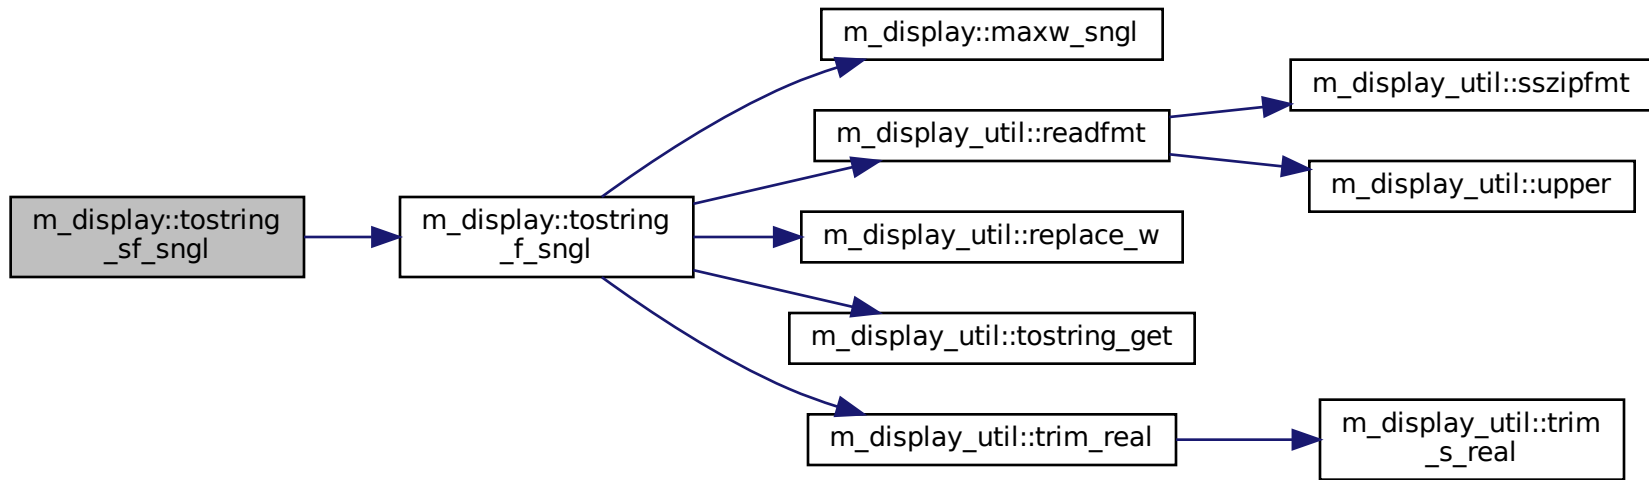 m_display::tostring
_sf_sngl
m_display::tostring
_f_sngl
m_display::maxw_sngl
m_display_util::readfmt
m_display_util::sszipfmt
m_display_util::upper
m_display_util::replace_w
m_display_util::tostring_get
m_display_util::trim_real
m_display_util::trim
_s_real